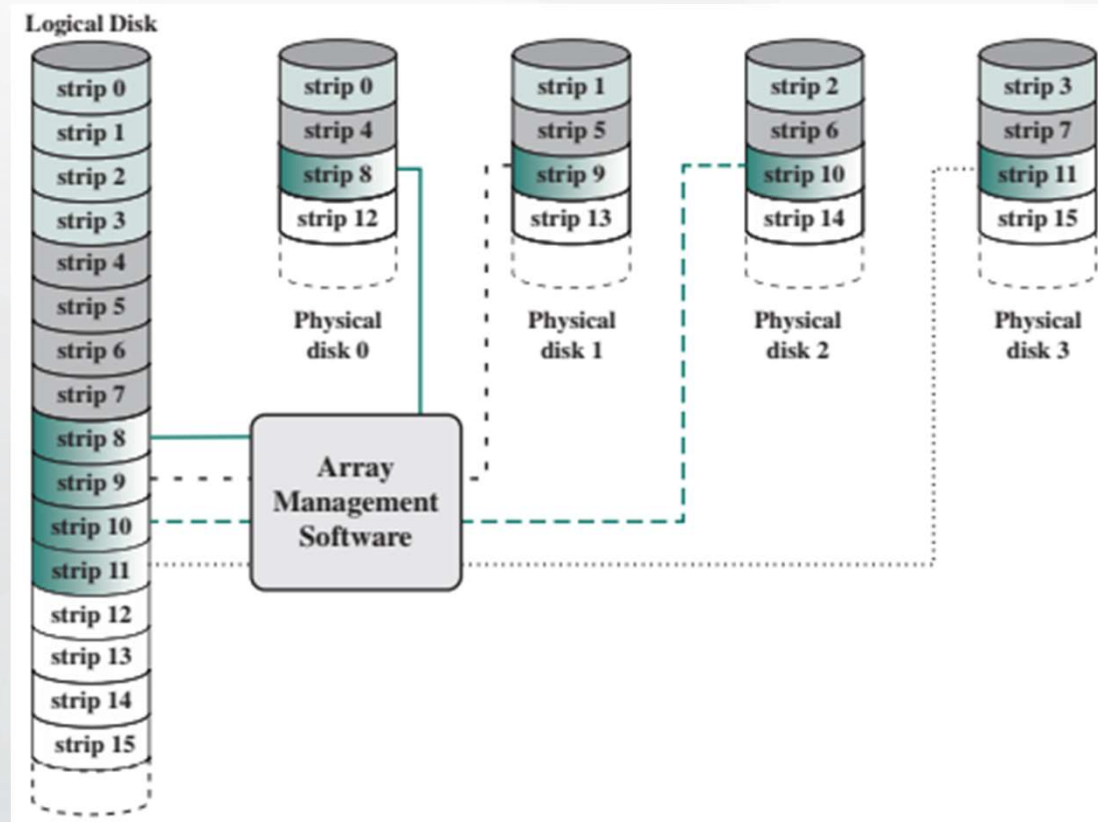 Logical Disk
strip 0
strip 1
strip 2
strip 3
strip 4
strip 5
strip 6
strip 7
strip 8
strip 9
strip 10
strip 11
strip 12
strip 13
strip 14
strip 15
strip 0
strip 4
strip 8
strip 12
Physical
disk 0
strip 1
strip 5
strip 9
strip 13
Physical
disk 1
strip 2
strip 6
strip 10
strip 14
Physical
disk 2
strip 3
strip 7
strip 11
strip 15
Physical
disk 3
Array
Management
Software